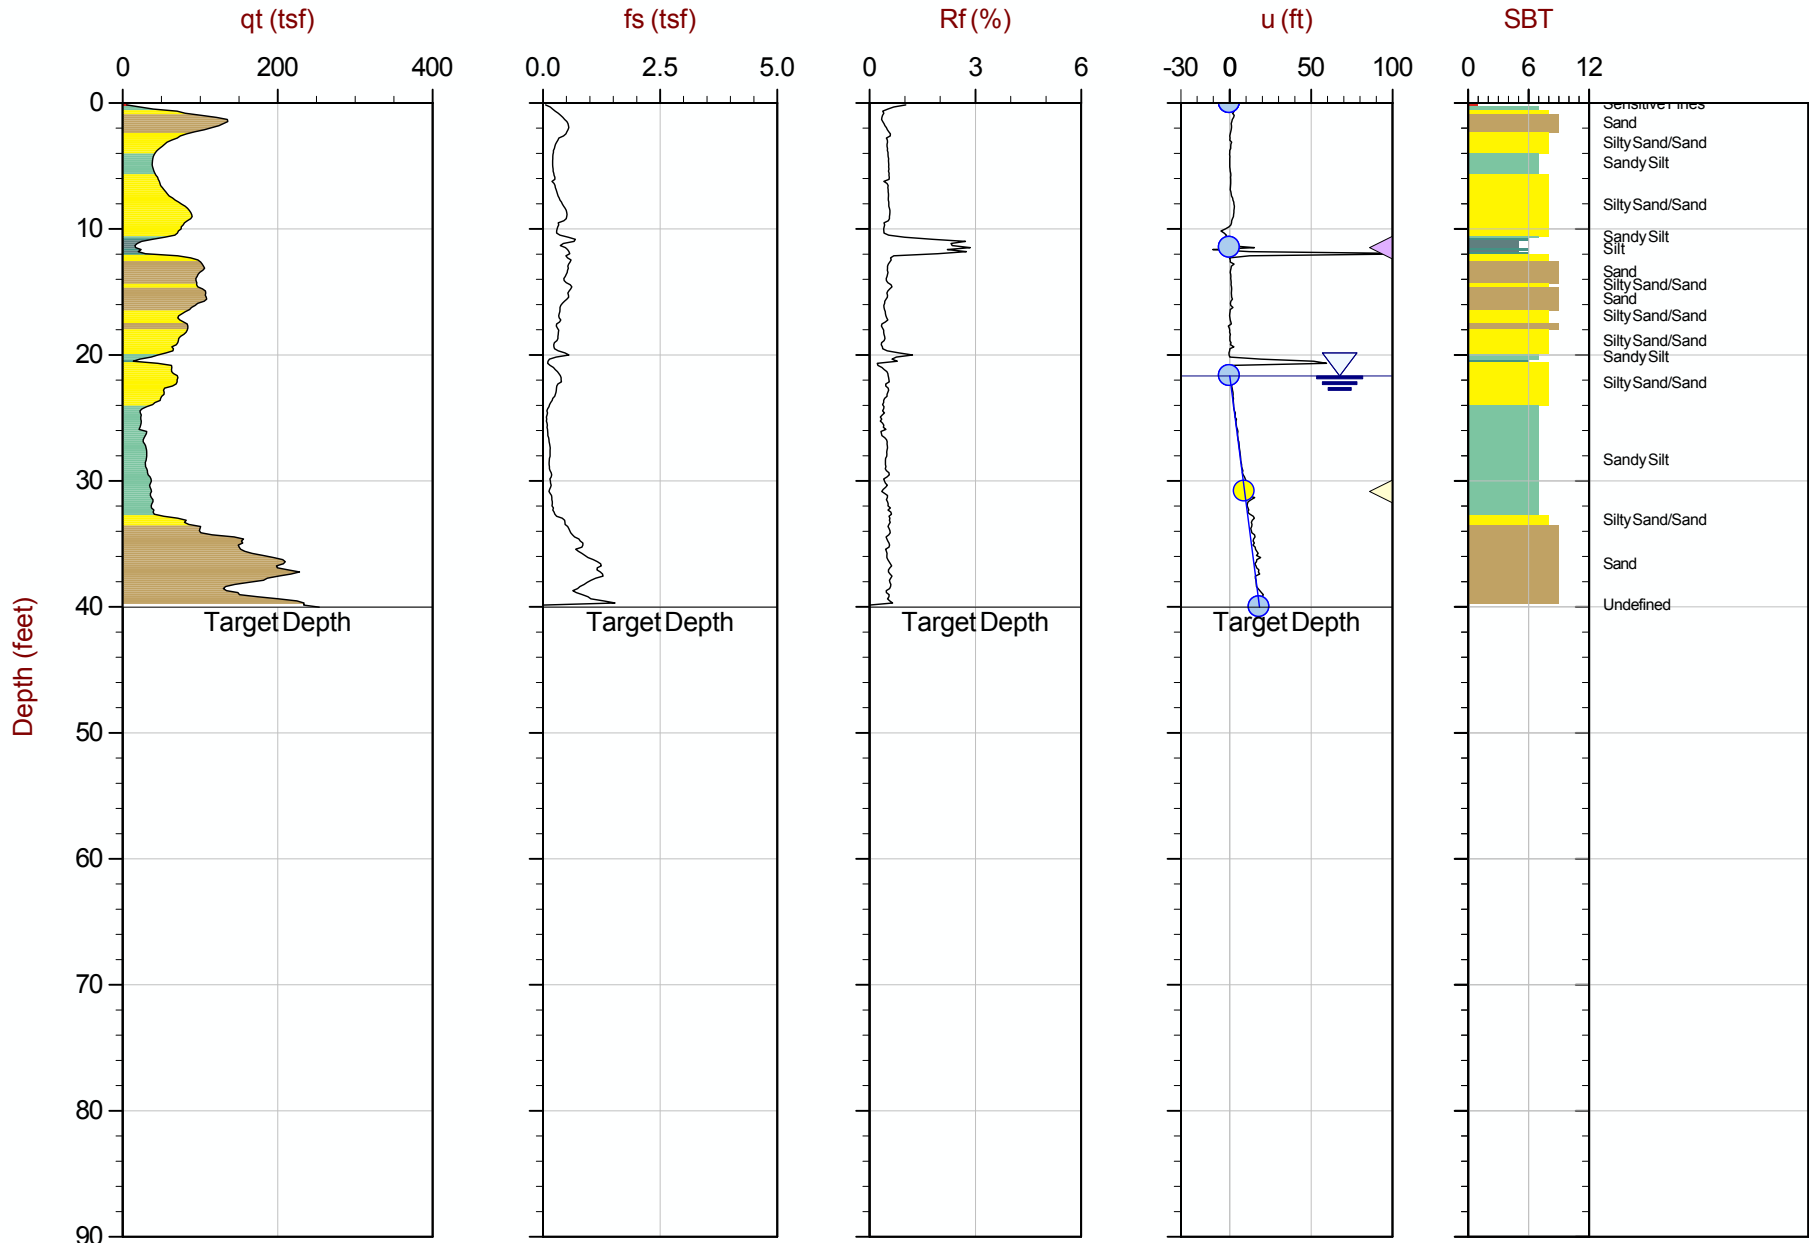 qt (tsf) fs (tsf) Rf (%) u (ft) SBT
0 200 400 0.0 2.5 5.0 0 3 6 -30 0 50 100 0 6 12
0
Sensitive Fines
Sand
Silty Sand/Sand
Sandy Silt
Silty Sand/Sand
10
Sandy Silt
Silt
Sand
Silty Sand/Sand
Sand
Silty Sand/Sand
Silty Sand/Sand
20
Sandy Silt
Silty Sand/Sand
Sandy Silt
30
Silty Sand/Sand
Sand
40
Undefined
Target Depth Target Depth Target Depth Target Depth
Depth (feet)
50
60
70
80
90